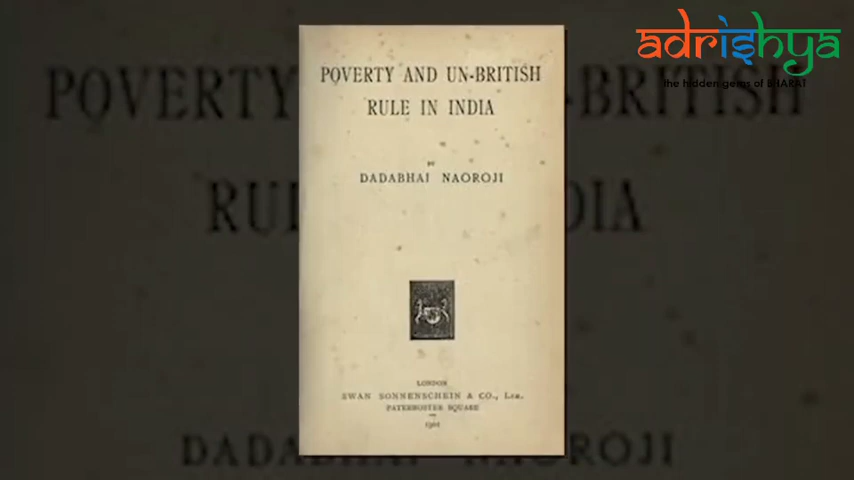 adrishya
the hidden gems of BHARAT
POVERTY AND UN-BRITISH
RULE IN INDIA
BY
DADABHAI NAOROJI
LONDON
SWAN SONNENSCHEIN & CO., LIM.
PATERNOSTER SQUARE
1901